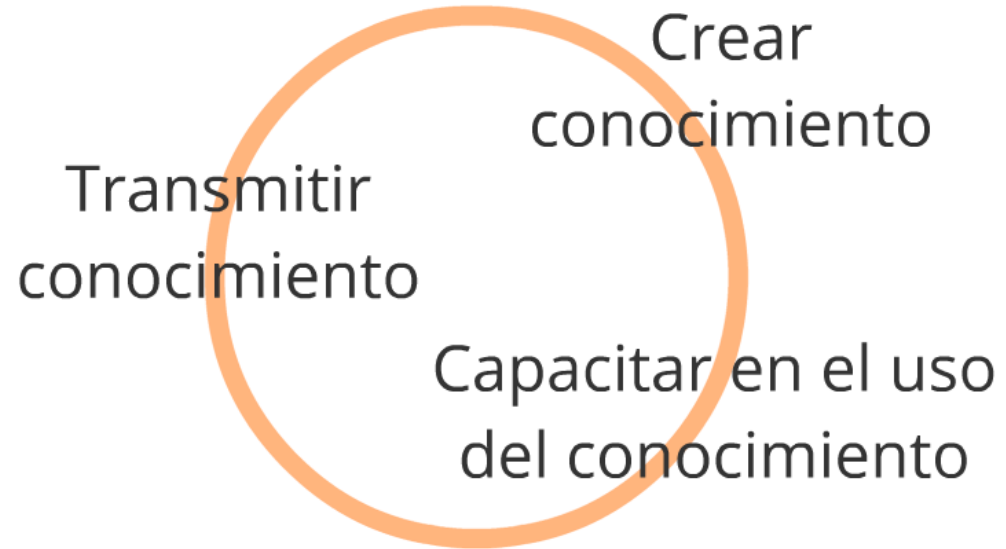 Crear
conocimiento
Transmitir
conocimiento
Capacitar en el uso
del conocimiento